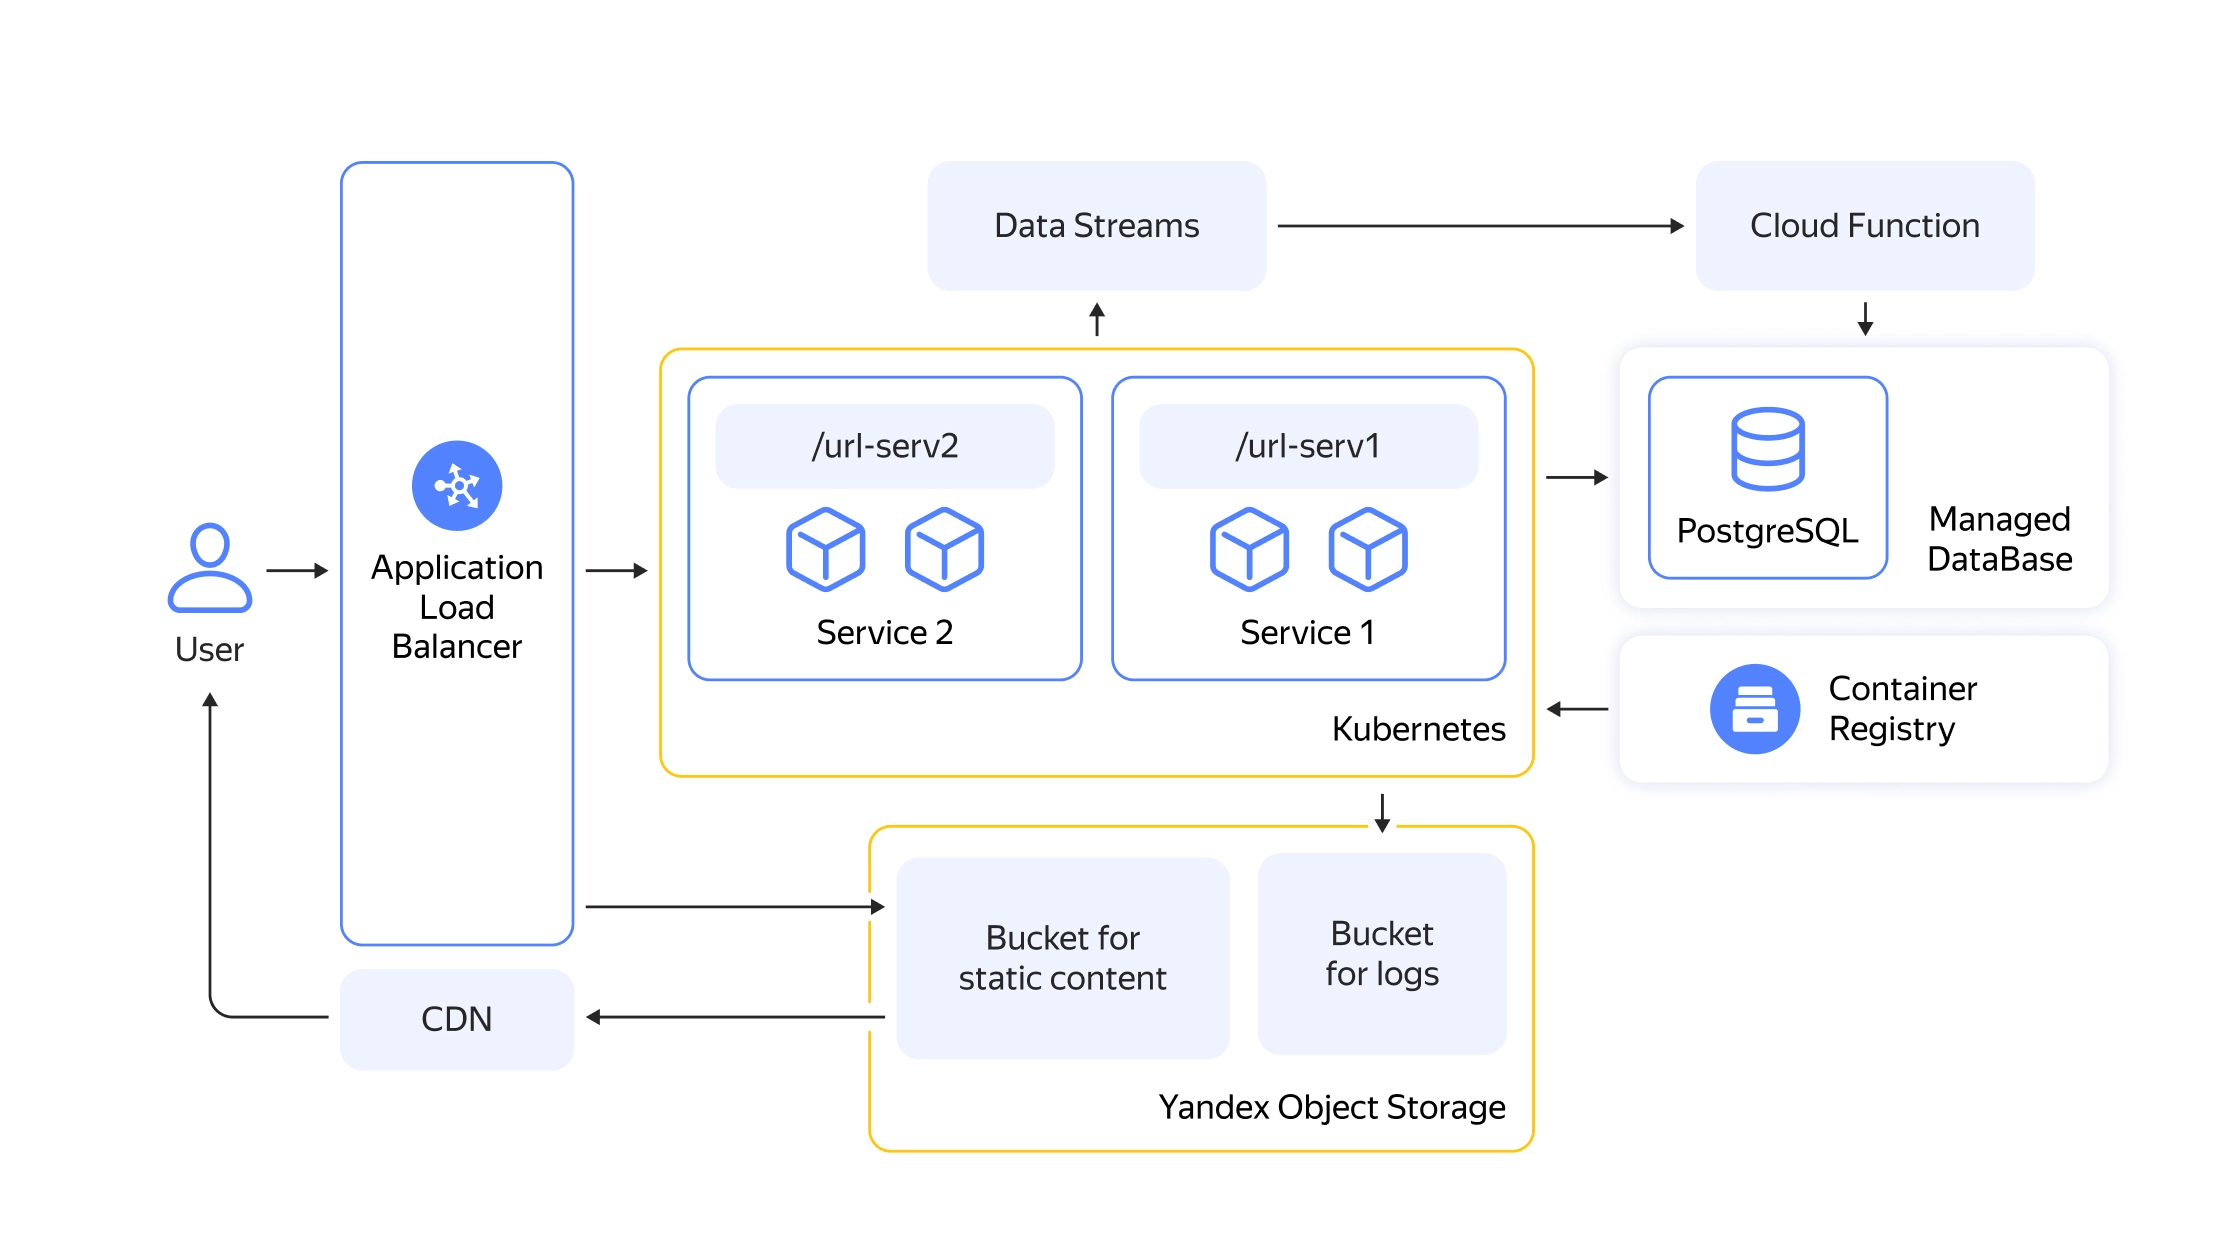 Data Streams
Cloud Function
/url-serv2
/url-serv1
Service 2
Service 1
Kubernetes
PostgreSQL
Managed
DataBase
Container
Registry
Application
Load
Balancer
User
CDN
Bucket for
static content
Bucket
for logs
Yandex Object Storage